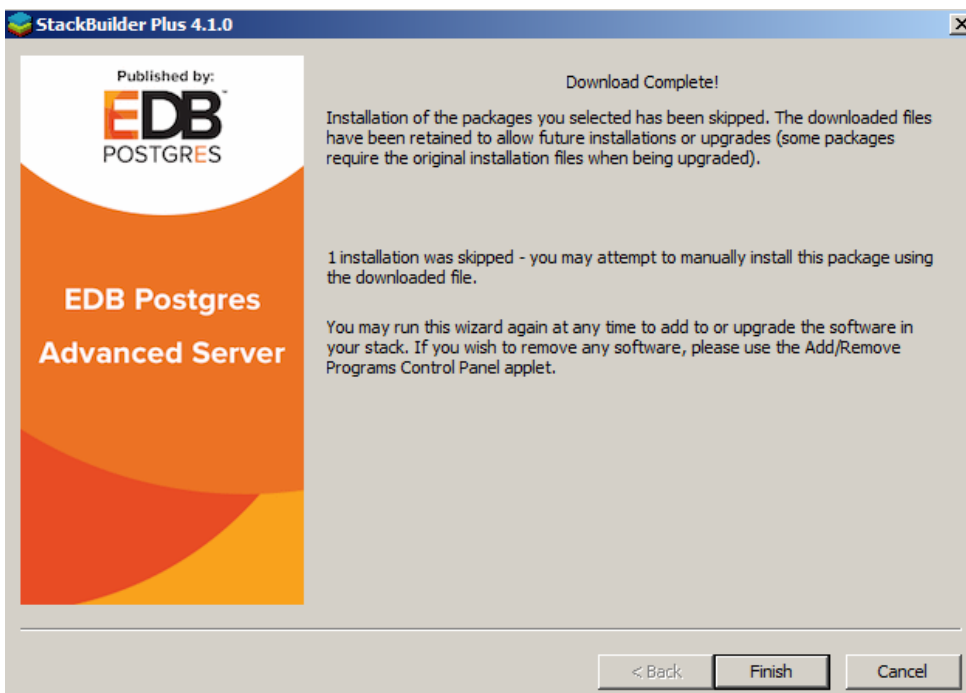 StackBuilder Plus 4.1.0
Published by:
EDB™
POSTGRES
EDB Postgres
Advanced Server
Download Complete!
Installation of the packages you selected has been skipped. The downloaded files
have been retained to allow future installations or upgrades (some packages
require the original installation files when being upgraded).
1 installation was skipped - you may attempt to manually install this package using
the downloaded file.
You may run this wizard again at any time to add to or upgrade the software in
your stack. If you wish to remove any software, please use the Add/Remove
Programs Control Panel applet.
< Back Finish Cancel